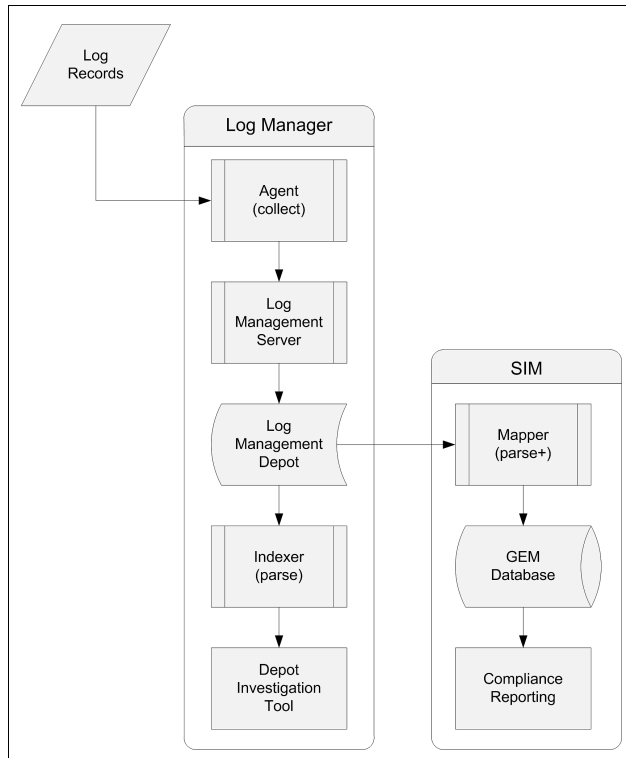 Log
Records
Log Manager
Agent
(collect)
Log
Management
Server
Log
Management
Depot
Indexer
(parse)
Depot
Investigation
Tool
SIM
Mapper
(parse+)
GEM
Database
Compliance
Reporting